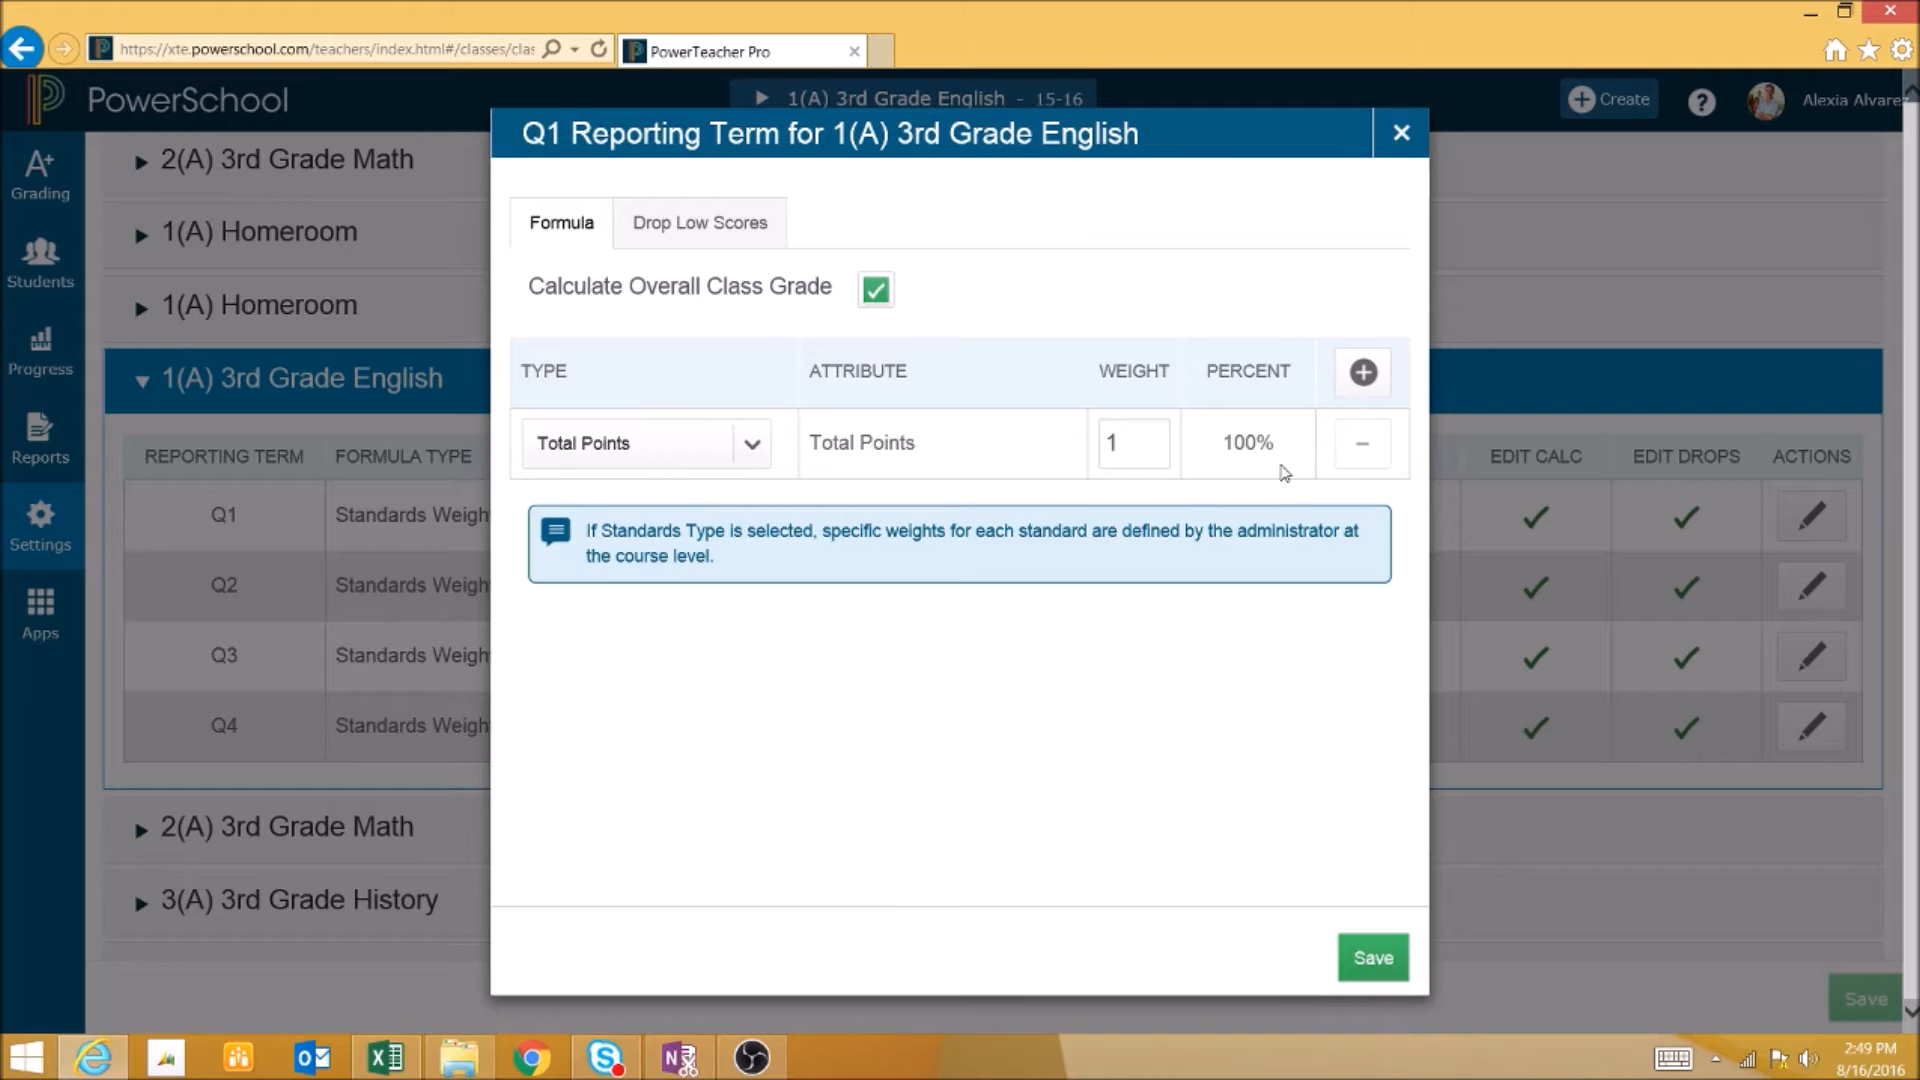 https://xte.powerschool.com/teachers/index.html#/classes/clas
PowerTeacher Pro
PowerSchool
1(A) 3rd Grade English - 15-16
Create
Alexia Alvarez
Grading
Students
Progress
Reports
Settings
Apps
2(A) 3rd Grade Math
1(A) Homeroom
1(A) Homeroom
1(A) 3rd Grade English
REPORTING TERM FORMULA TYPE EDIT CALC EDIT DROPS ACTIONS
Q1 Standards Weigh
Q2 Standards Weigh
Q3 Standards Weigh
Q4 Standards Weigh
2(A) 3rd Grade Math
3(A) 3rd Grade History
Save
Q1 Reporting Term for 1(A) 3rd Grade English
Formula Drop Low Scores
Calculate Overall Class Grade
TYPE ATTRIBUTE WEIGHT PERCENT
Total Points Total Points 1 100%
If Standards Type is selected, specific weights for each standard are defined by the administrator at
the course level.
Save
2:49 PM
8/16/2016